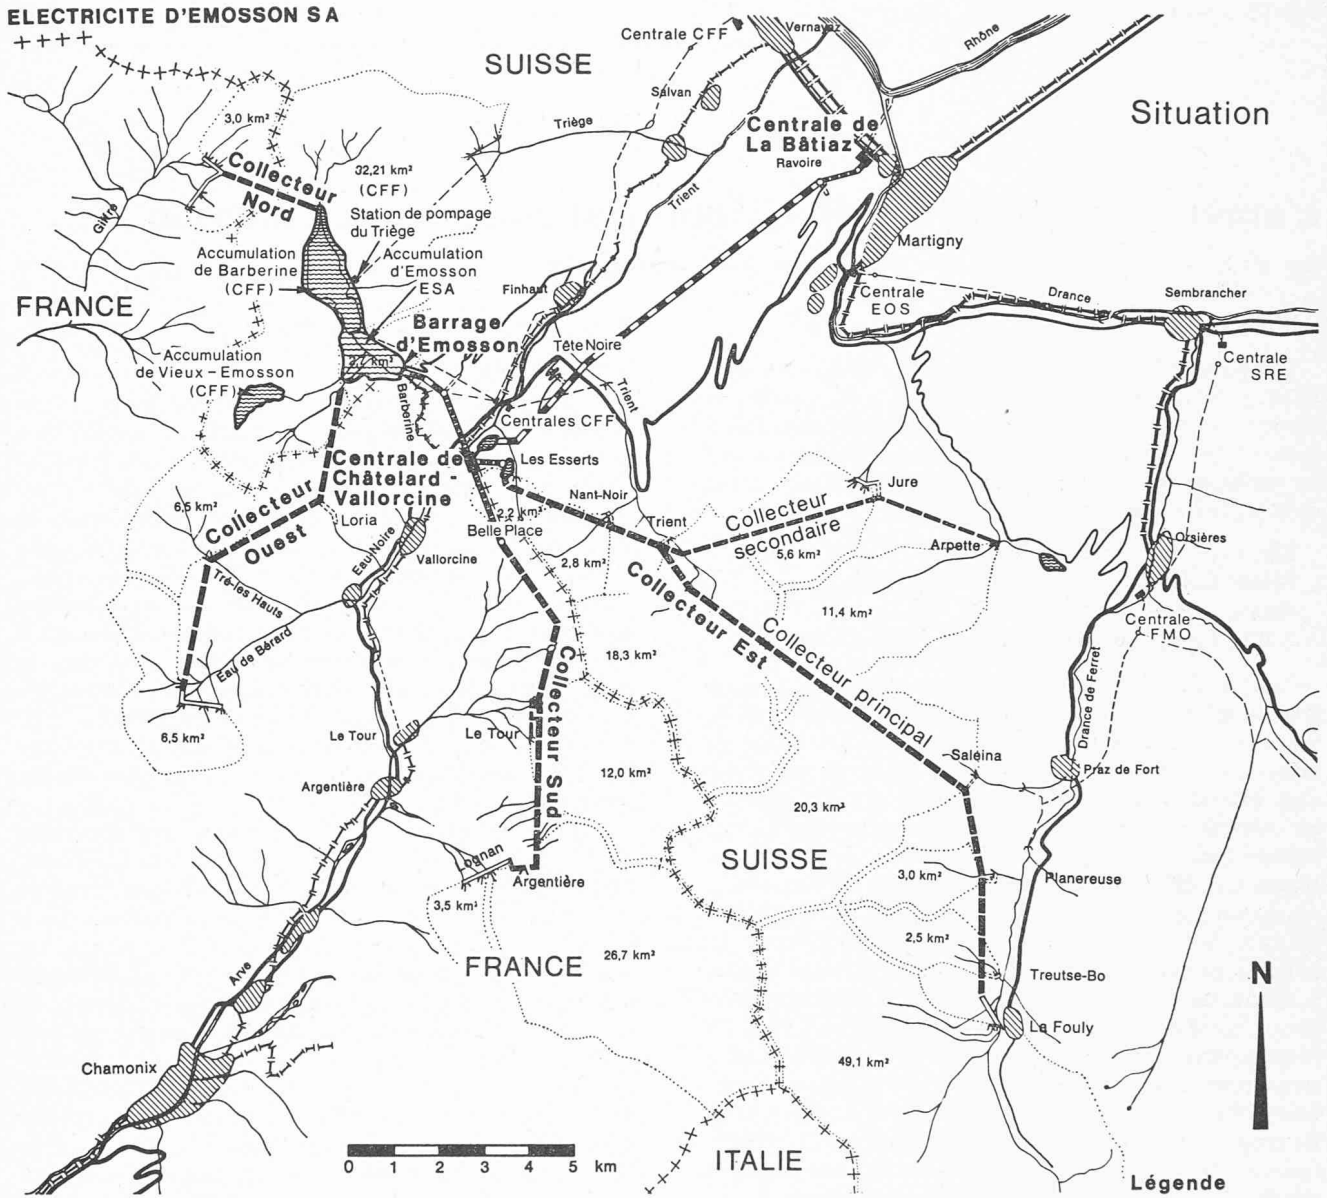 ELECTRICITE D'EMOSSON SA
SUISSE
Centrale CFF
Vernayaz
Rhône
Situation
Salvan
3,0 km²
Triège
Centrale de
La Bâtiaz
Ravoire
Collecteur
Nord
32,21 km²
(CFF)
Giffre
Trient
Station de pompage
du Triège
Martigny
Accumulation
de Barberine
(CFF)
Accumulation
d'Emosson
ESA
Finhaut
FRANCE
Centrale
EOS
Drance
Sembrancher
Barrage
d'Emosson
Tête Noire
Accumulation
de Vieux-Emosson
(CFF)
2,7 km²
Centrale
SRE
Barberine
Trient
Centrales CFF
Centrale de
Châtelard -
Vallorcine
Les Esserts
Nant-Noir
2,2 km²
Belle Place
6,5 km²
Collecteur
Ouest
Loria
Eau Noire
Vallorcine
Trient
Collecteur
secondaire
Jure
5,6 km²
Arpette
Orsières
2,8 km²
Tré-les Hauts
11,4 km²
Eau de Bérard
Collecteur Est
Collecteur principal
Centrale
FMO
18,3 km²
Drance de Ferret
6,5 km²
Le Tour
Le Tour
Collecteur Sud
12,0 km²
Saleina
Praz de Fort
Argentière
20,3 km²
SUISSE
Lognan
Argentière
3,0 km²
Planereuse
3,5 km²
2,5 km²
26,7 km²
FRANCE
Treutse-Bo
N
Arve
La Fouly
Chamonix
49,1 km²
0 1 2 3 4 5 km
ITALIE
Légende